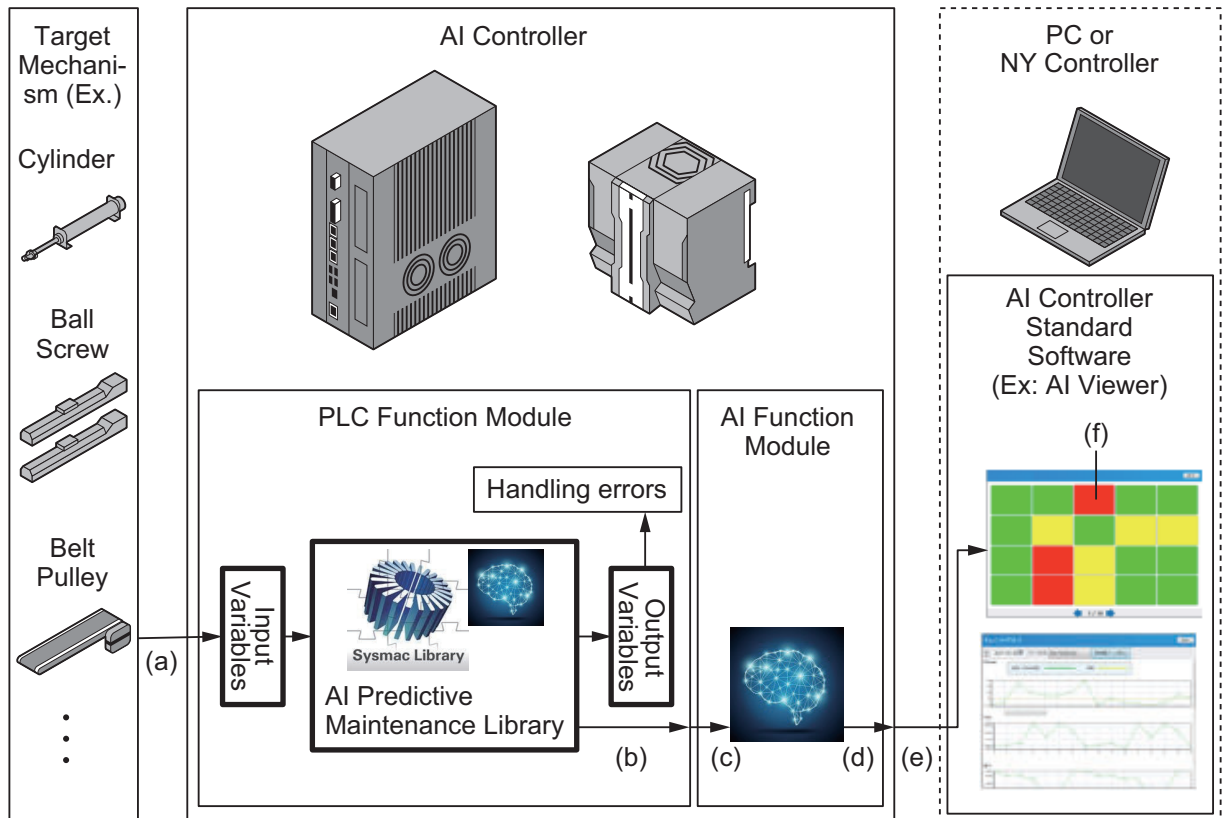 Target
Mechani-
sm (Ex.)
Cylinder
Ball
Screw
Belt
Pulley
(a)
AI Controller
PLC Function Module
Handling errors
Input
Variables
Sysmac Library
AI Predictive
Maintenance Library
Output
Variables
(b)
AI Function
Module
(c)
(d)
(e)
PC or
NY Controller
AI Controller
Standard
Software
(Ex: AI Viewer)
(f)